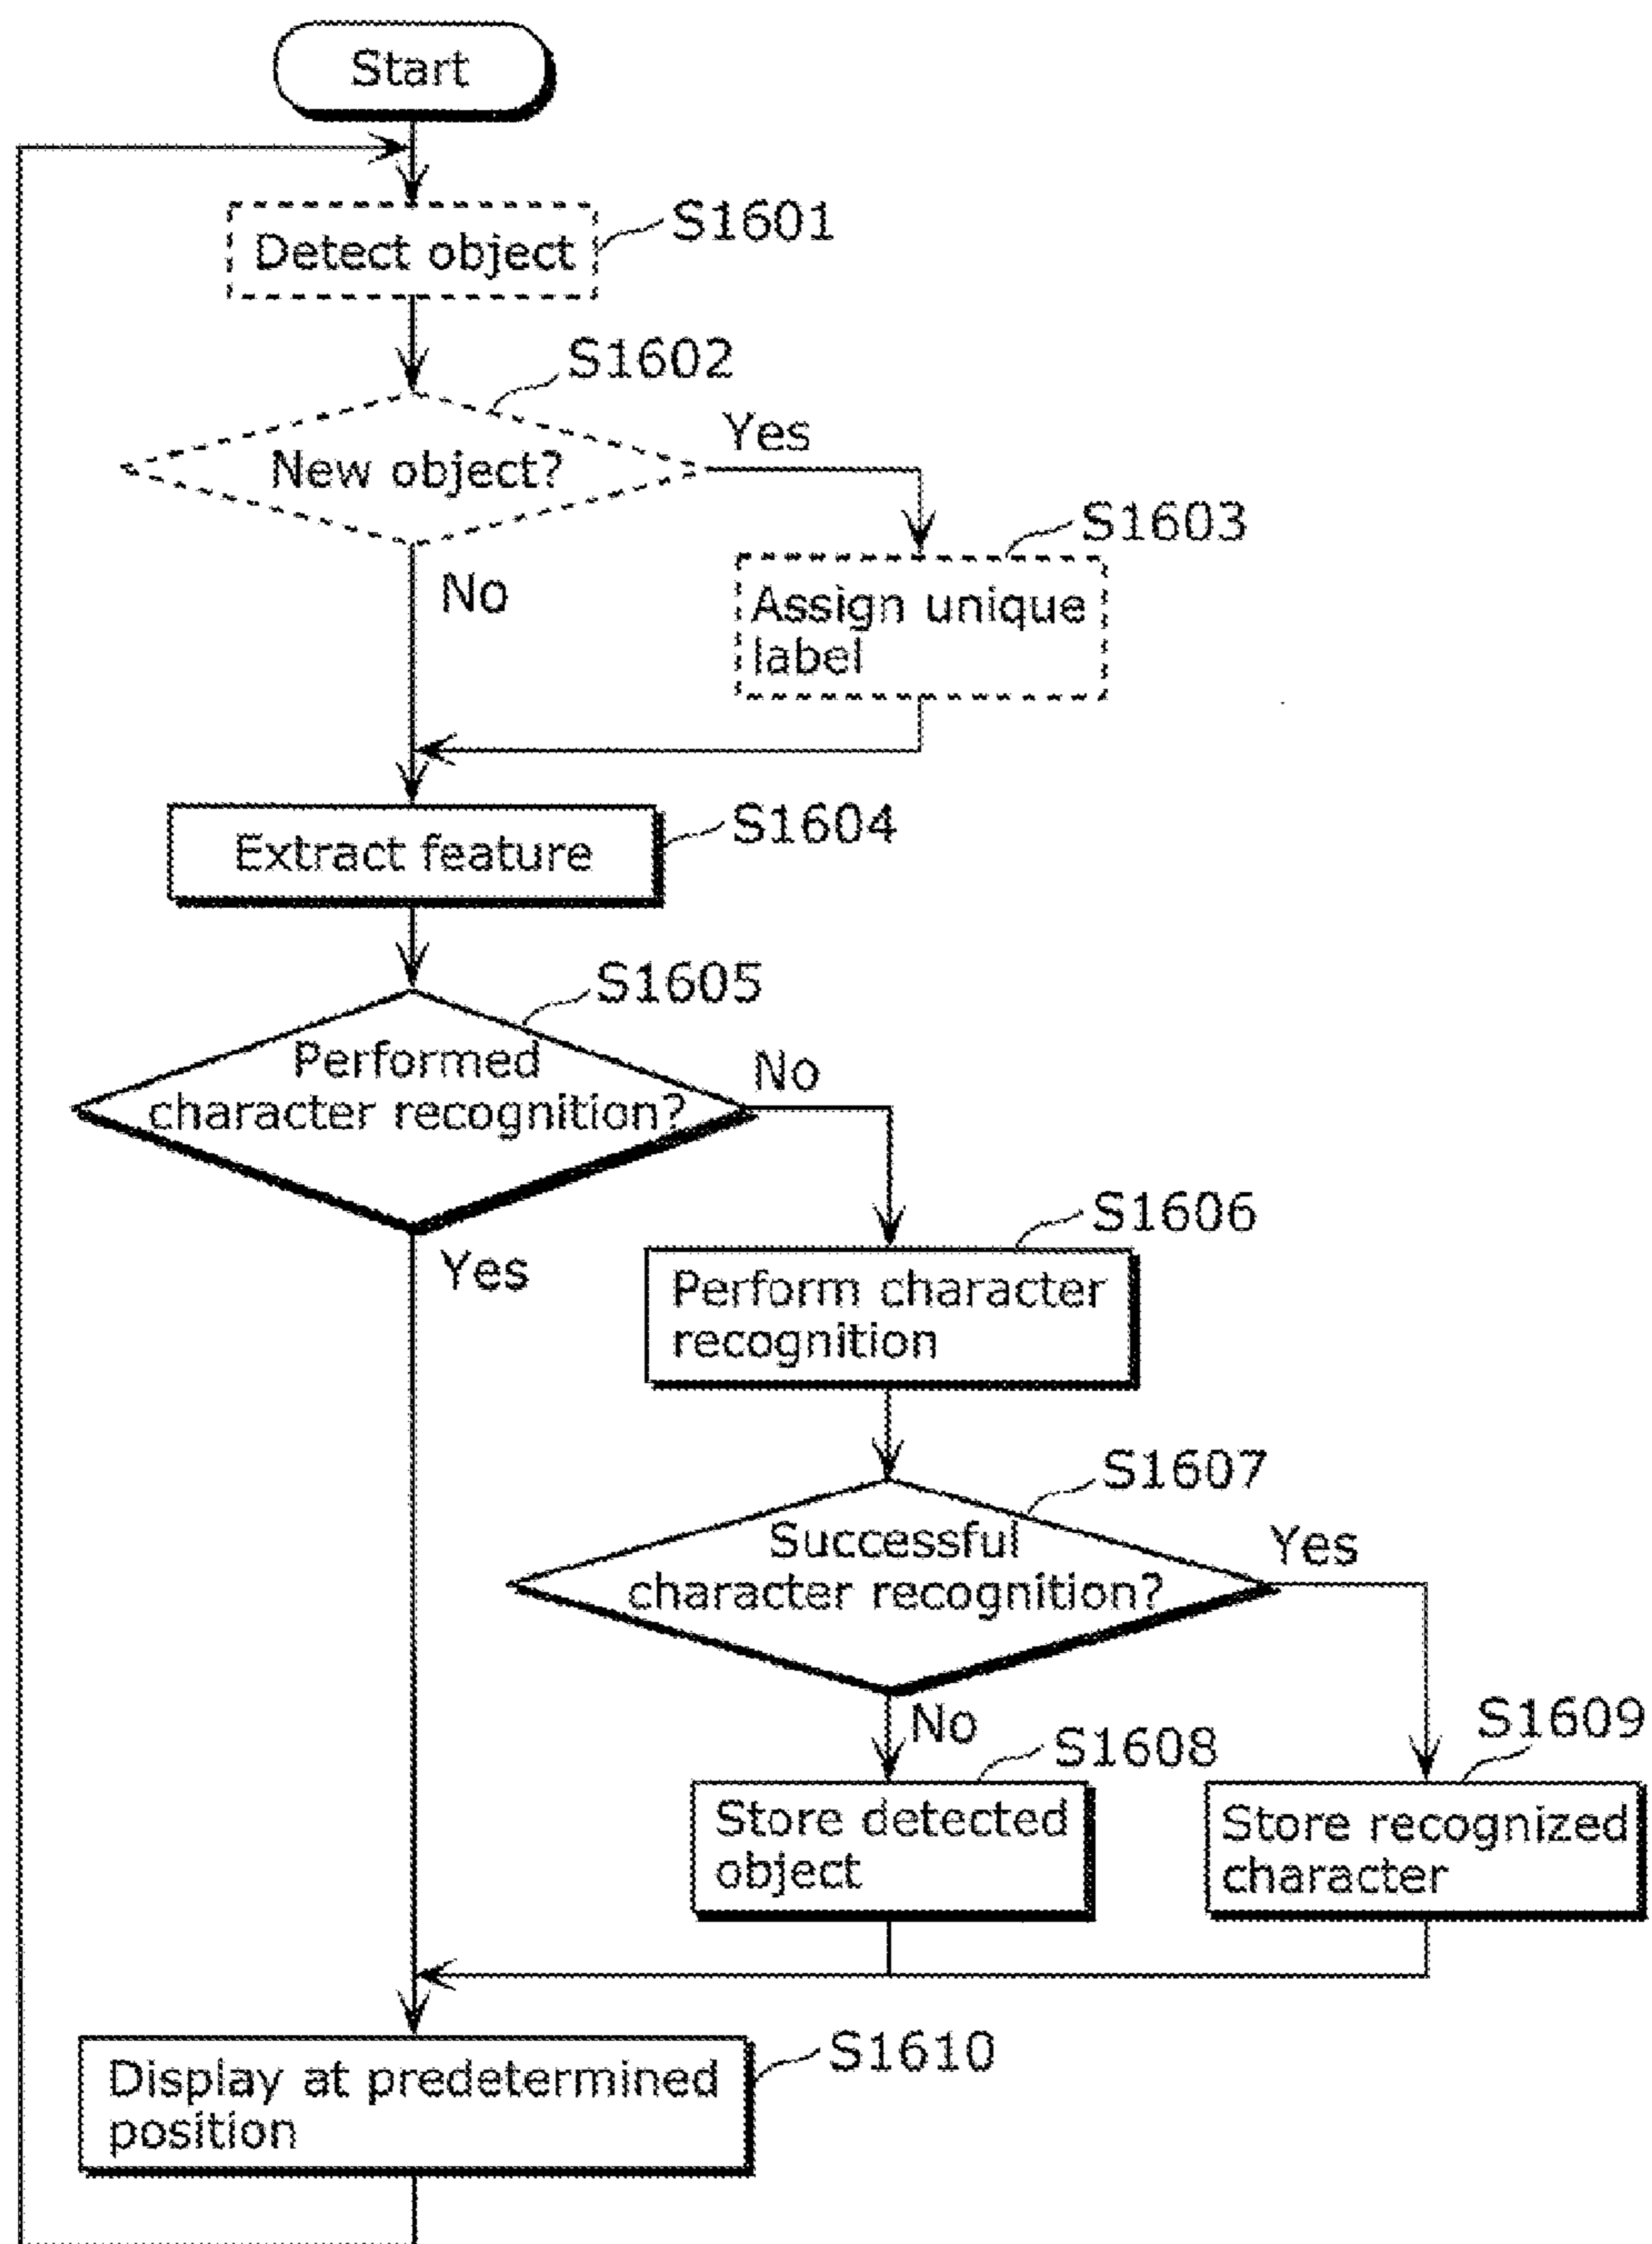 Start
S1601
Detect object
S1602
New object?
Yes
No
S1603
Assign unique
label
S1604
Extract feature
S1605
Performed
character recognition?
No
Yes
S1606
Perform character
recognition
S1607
Successful
character recognition?
Yes
No
S1608
Store detected
object
S1609
Store recognized
character
S1610
Display at predetermined
position